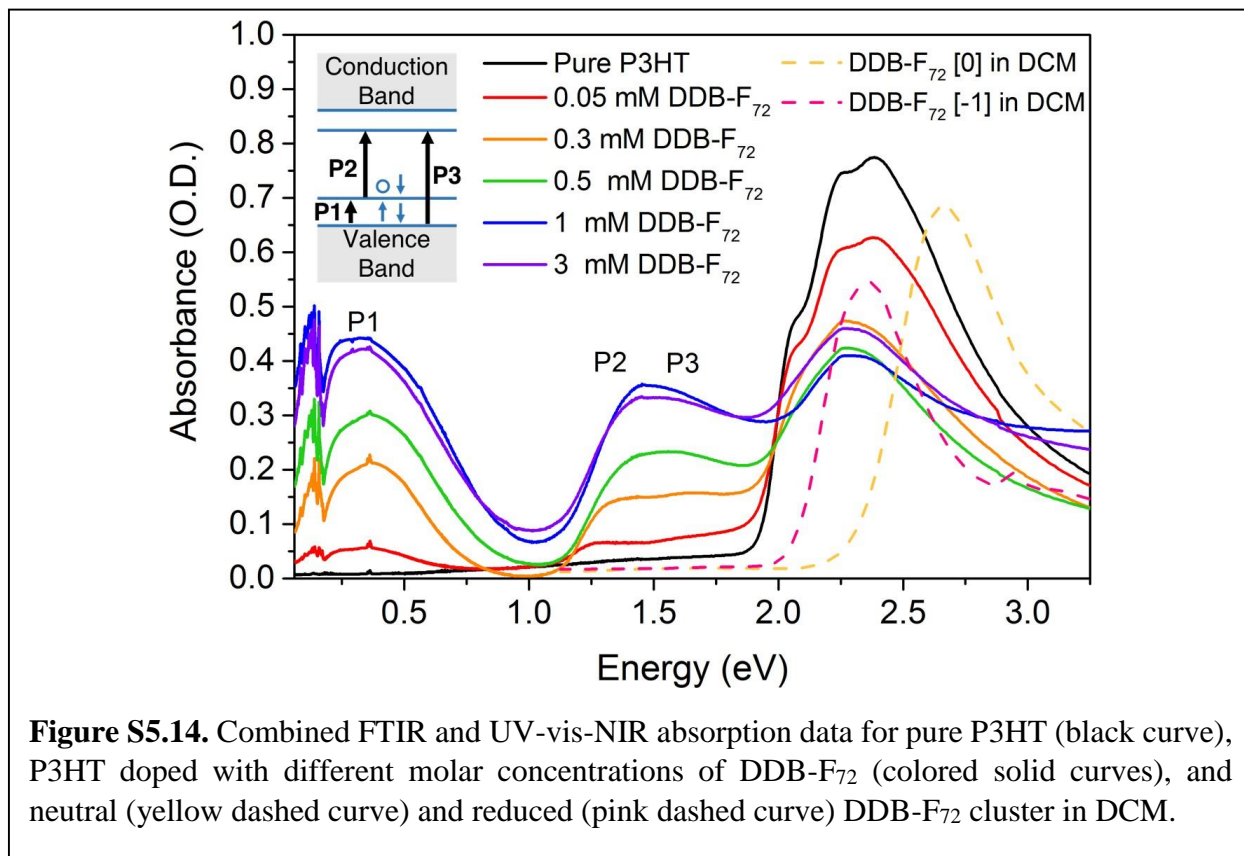 Conduction
Band
P2
P3
P1
Valence
Band
Pure P3HT
0.05 mM DDB-F72
0.3 mM DDB-F72
0.5 mM DDB-F72
1 mM DDB-F72
3 mM DDB-F72
DDB-F72 [0] in DCM
DDB-F72 [-1] in DCM
P1
P2
P3
Absorbance (O.D.)
1.0
0.9
0.8
0.7
0.6
0.5
0.4
0.3
0.2
0.1
0.0
0.5
1.0
1.5
2.0
2.5
3.0
Energy (eV)
Figure S5.14. Combined FTIR and UV-vis-NIR absorption data for pure P3HT (black curve),
P3HT doped with different molar concentrations of DDB-F72 (colored solid curves), and
neutral (yellow dashed curve) and reduced (pink dashed curve) DDB-F72 cluster in DCM.